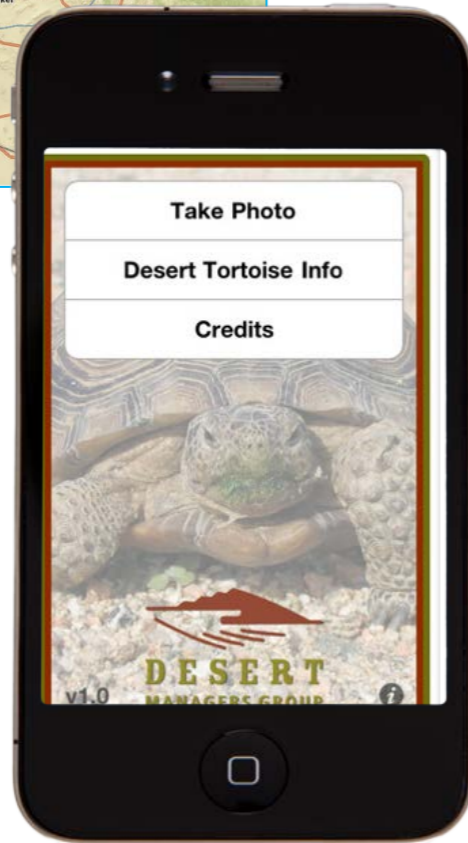 Take Photo
Desert Tortoise Info
Credits
DESERT
v1.0
MANAGERS GROUP